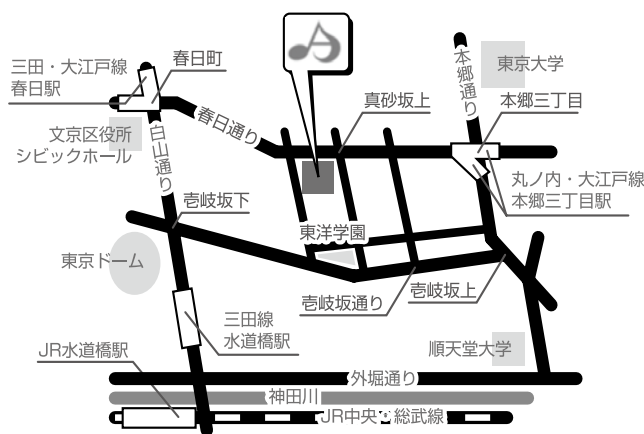 三田・大江戸線
春日駅
春日町
文京区役所
シビックホール
白山通り
春日通り
真砂坂上
本郷通り
東京大学
本郷三丁目
丸ノ内・大江戸線
本郷三丁目駅
壱岐坂下
東京ドーム
東洋学園
壱岐坂通り
壱岐坂上
三田線
水道橋駅
順天堂大学
JR水道橋駅
外堀通り
神田川
JR中央・総武線